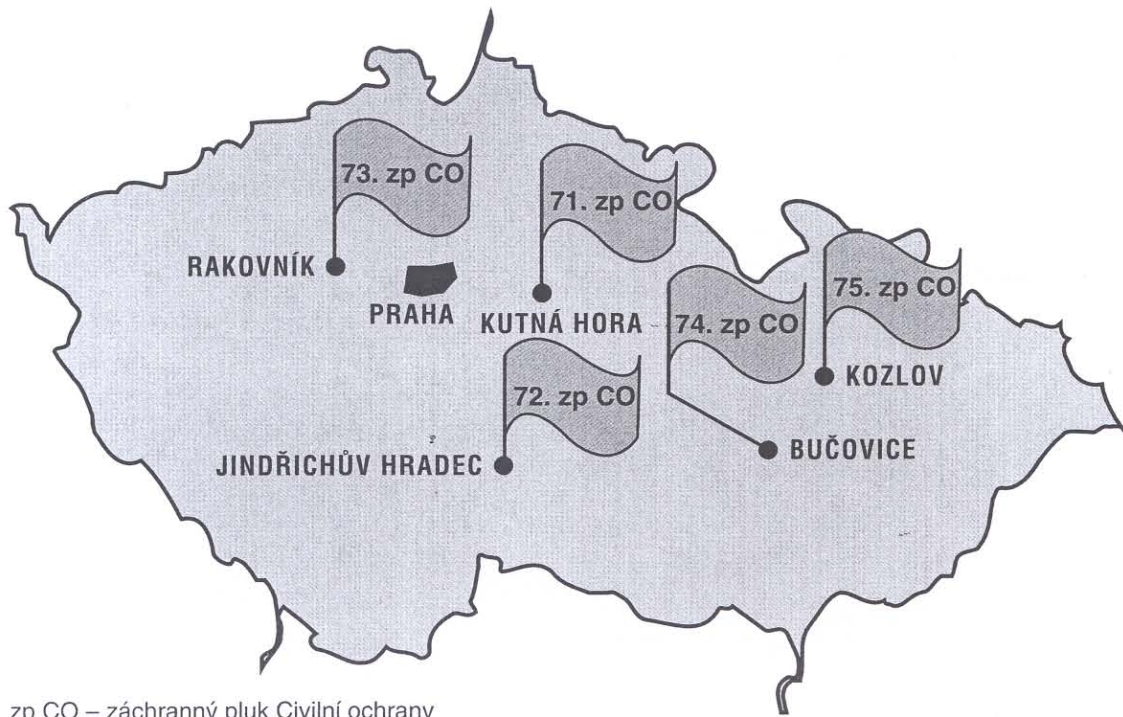 73. zp CO
71. zp CO
RAKOVNÍK
PRAHA
KUTNÁ HORA
74. zp CO
75. zp CO
KOZLOV
72. zp CO
BUČOVICE
JINDŘICHŮV HRADEC
zp CO – záchranný pluk Civilní ochrany